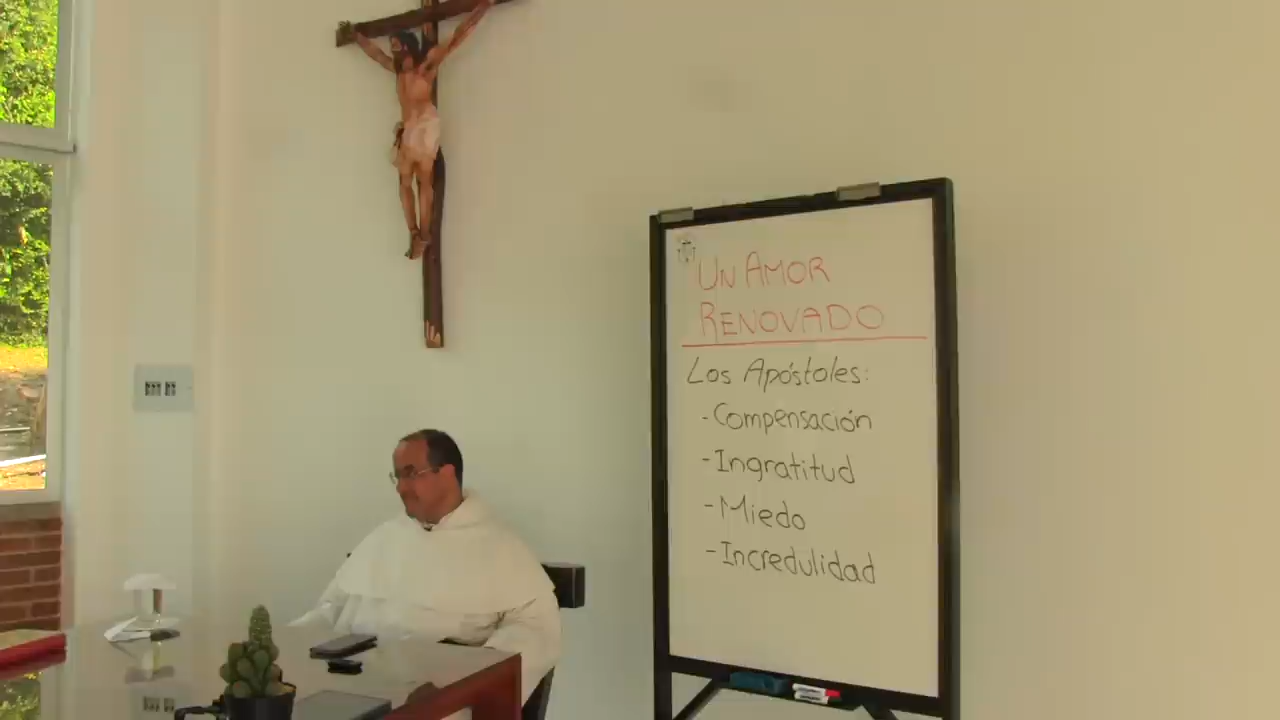 UN AMOR
RENOVADO
Los Apóstoles:
-Compensación
-Ingratitud
-Miedo
-Incredulidad